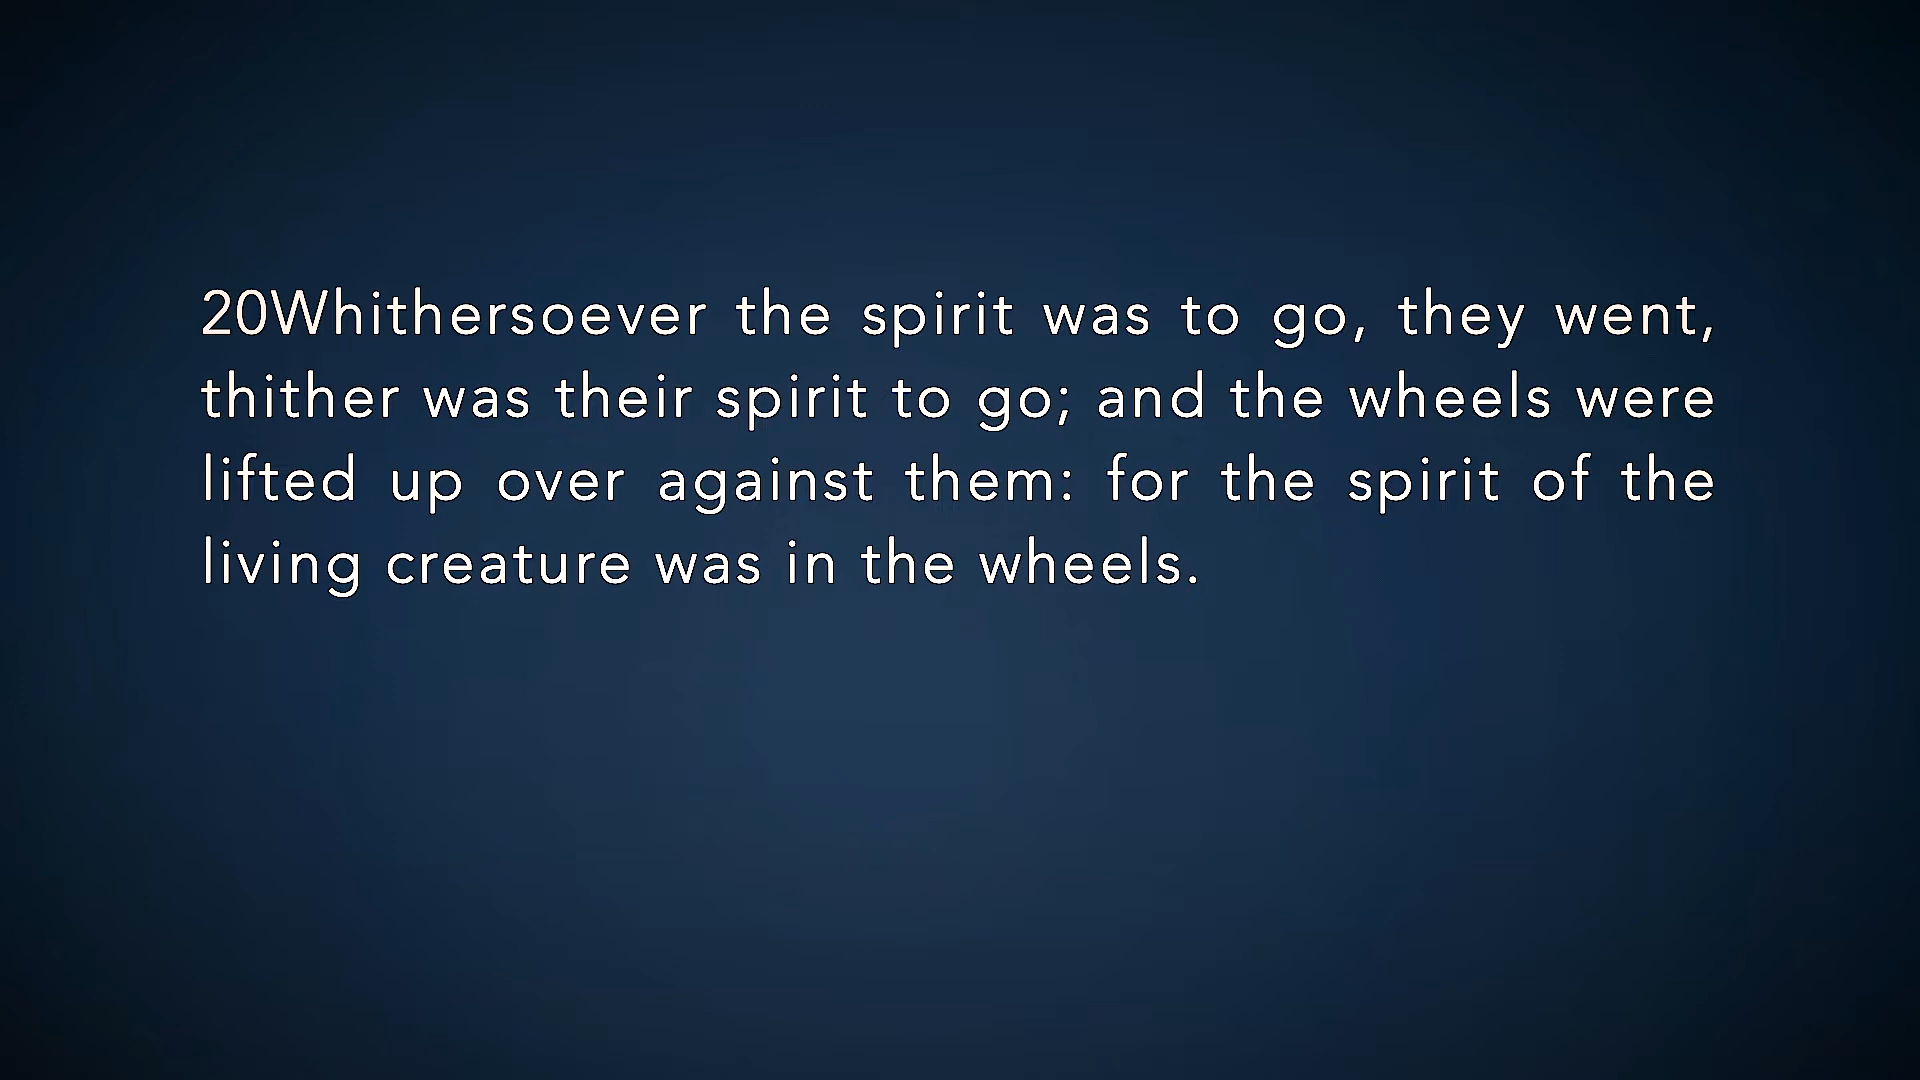 20Whithersoever the spirit was to go, they went,
thither was their spirit to go; and the wheels were
lifted up over against them: for the spirit of the
living creature was in the wheels.